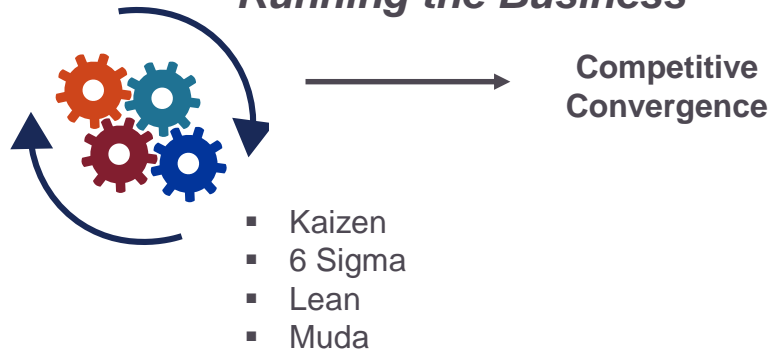 Running the Business
Competitive
Convergence
▪ Kaizen
▪ 6 Sigma
▪ Lean
▪ Muda